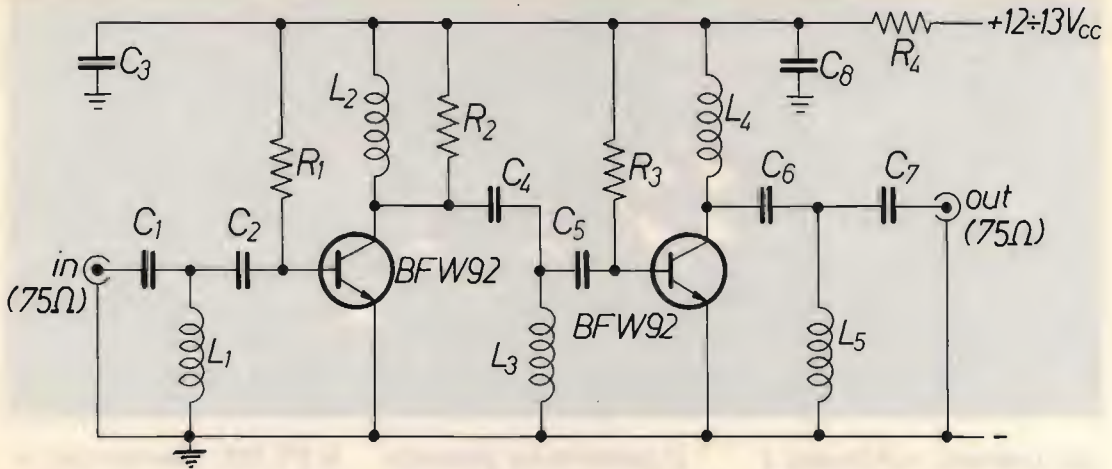 +12÷13Vcc
R4
C3
C8
L2
R2
L4
R1
C4
R3
C6
C7
out
(75Ω)
C1
C2
C5
in
(75Ω)
BFW92
BFW92
L1
L3
L5
-